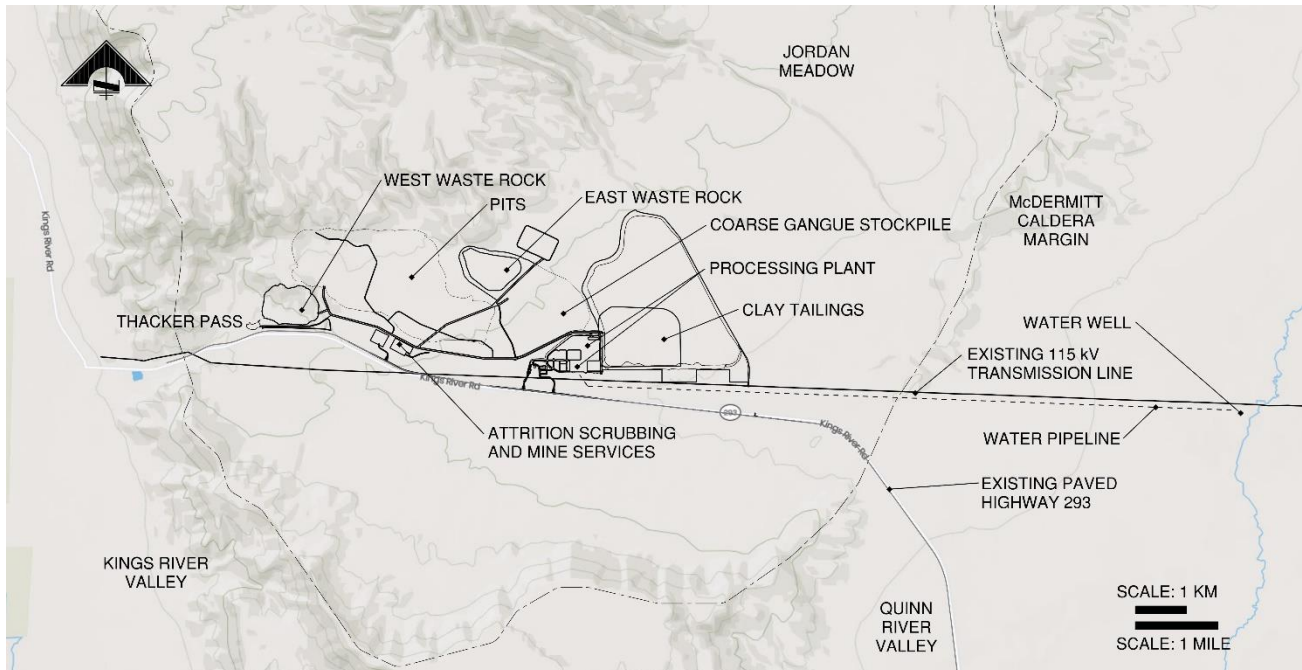 JORDAN
MEADOW
WEST WASTE ROCK
PITS
EAST WASTE ROCK
COARSE GANGUE STOCKPILE
McDERMITT
CALDERA
MARGIN
PROCESSING PLANT
Kings River Rd
THACKER PASS
CLAY TAILINGS
WATER WELL
EXISTING 115 kV
TRANSMISSION LINE
Kings River Rd
293
Kings River Rd
ATTRITION SCRUBBING
AND MINE SERVICES
WATER PIPELINE
EXISTING PAVED
HIGHWAY 293
KINGS RIVER
VALLEY
QUINN
RIVER
VALLEY
SCALE: 1 KM
SCALE: 1 MILE